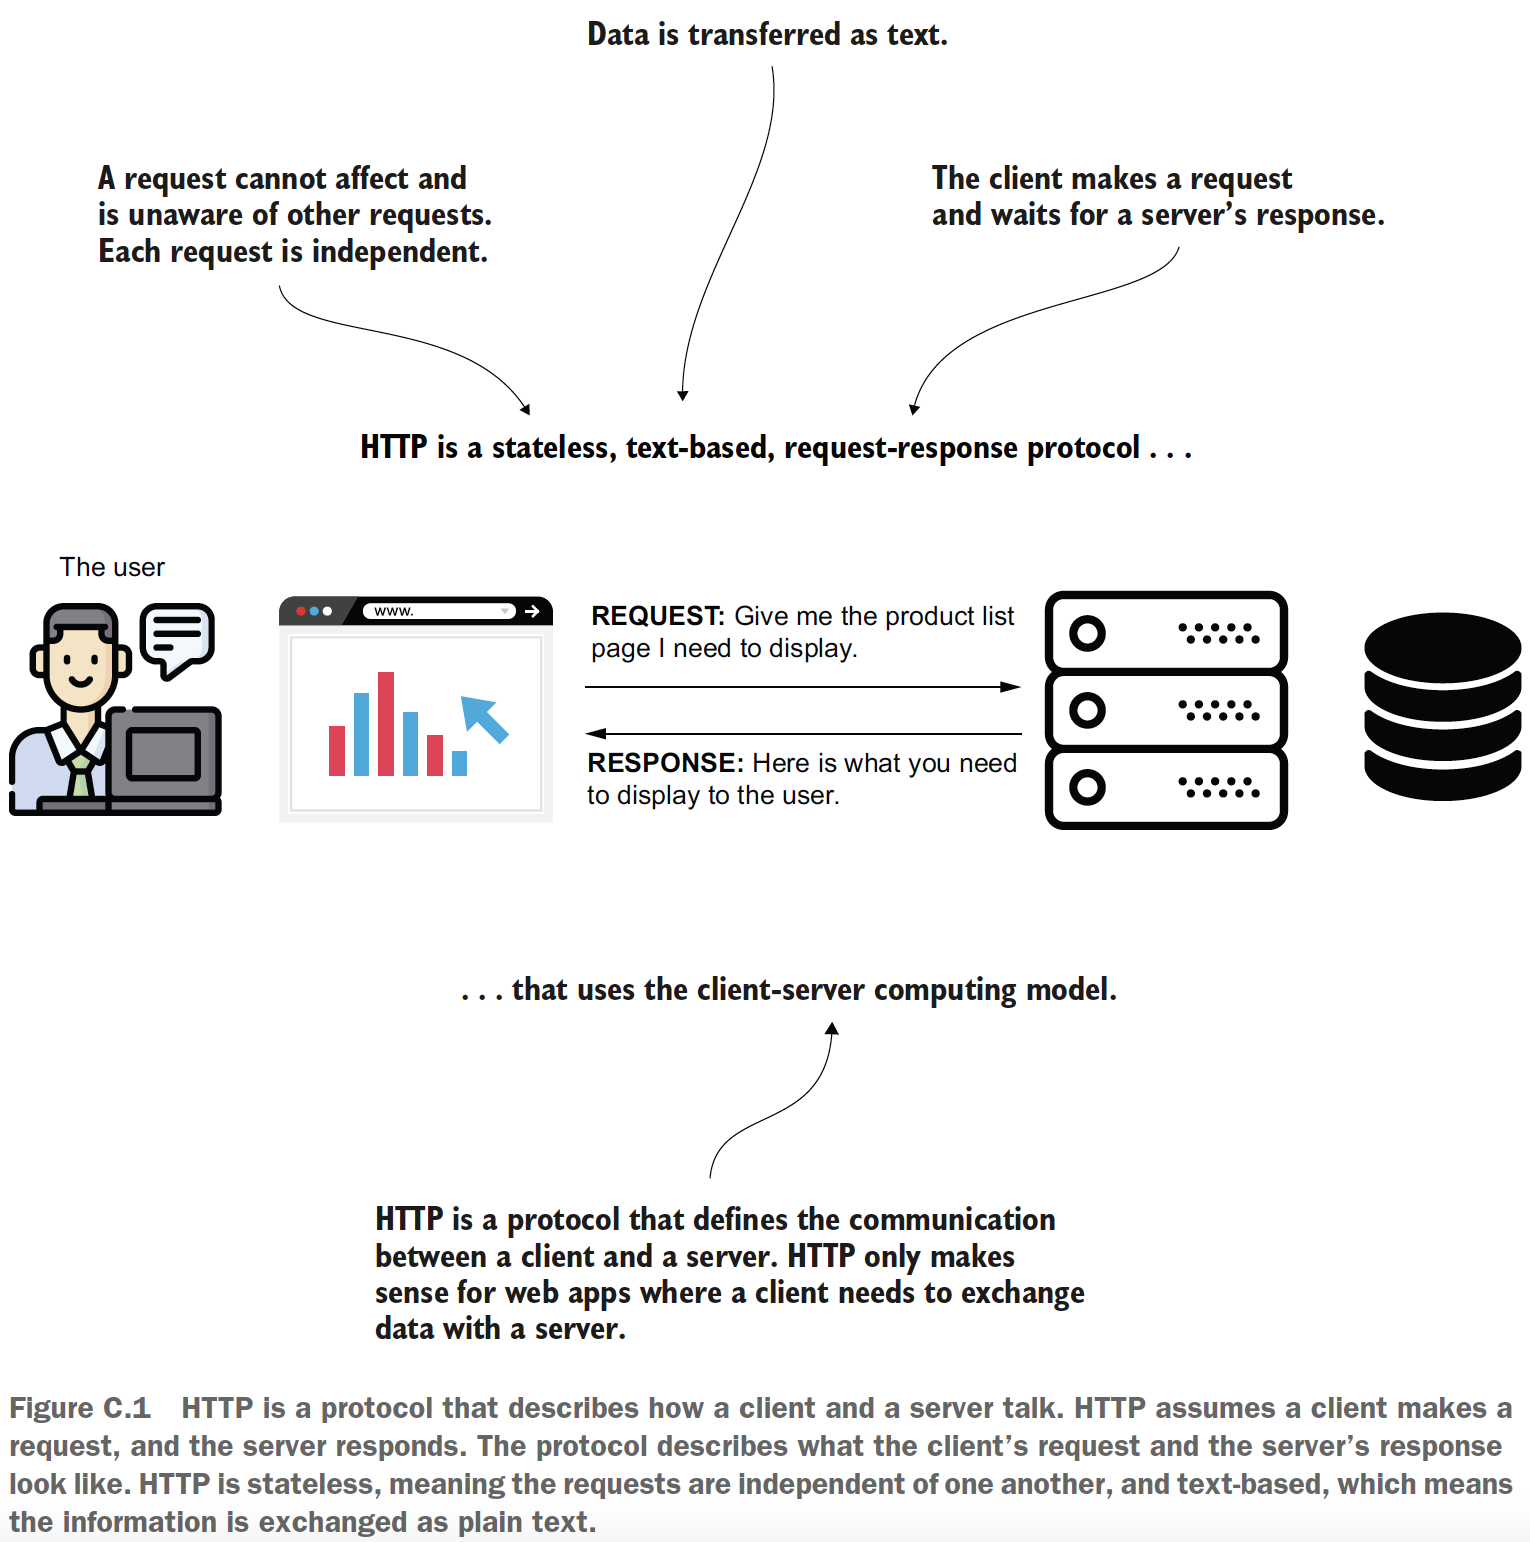 Data is transferred as text.
A request cannot affect and
is unaware of other requests.
Each request is independent.
The client makes a request
and waits for a server’s response.
HTTP is a stateless, text-based, request-response protocol . . .
The user
www.
REQUEST: Give me the product list
page I need to display.
RESPONSE: Here is what you need
to display to the user.
. . . that uses the client-server computing model.
HTTP is a protocol that defines the communication
between a client and a server. HTTP only makes
sense for web apps where a client needs to exchange
data with a server.
Figure C.1 HTTP is a protocol that describes how a client and a server talk. HTTP assumes a client makes a
request, and the server responds. The protocol describes what the client’s request and the server’s response
look like. HTTP is stateless, meaning the requests are independent of one another, and text-based, which means
the information is exchanged as plain text.